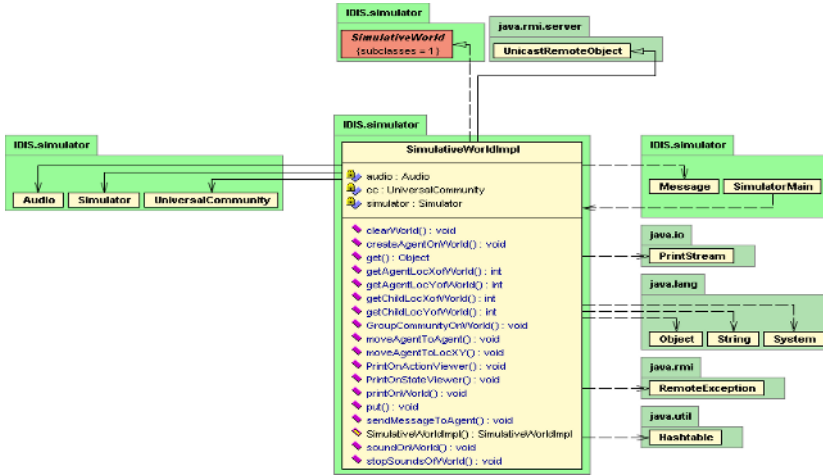 IDIS.simulator
SimulativeWorld
{subclasses = 1}
java.rmi.server
UnicastRemoteObject
IDIS.simulator
Audio
Simulator
UniversalCommunity
IDIS.simulator
SimulativeWorldImpl
audio : Audio
cc : UniversalCommunity
simulator : Simulator
clearWorld() : void
createAgentOnWorld() : void
get() : Object
getAgentLocXofWorld() : int
getAgentLocYofWorld() : int
getChildLocXofWorld() : int
getChildLocYofWorld() : int
GroupCommunityOnWorld() : void
moveAgentToAgent() : void
moveAgentToLocXY() : void
PrintOnActionViewer() : void
PrintOnStateViewer() : void
printOnWorld() : void
put() : void
sendMessageToAgent() : void
SimulativeWorldImpl() : SimulativeWorldImpl
soundOnWorld() : void
stopSoundsOfWorld() : void
IDIS.simulator
Message
SimulatorMain
java.io
PrintStream
java.lang
Object
String
System
java.rmi
RemoteException
java.util
Hashtable